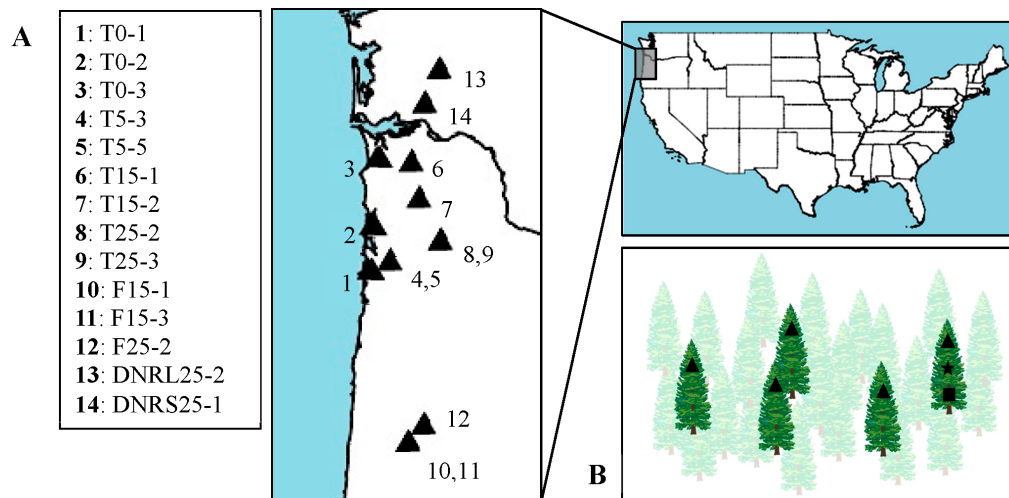 A
1: T0-1
2: T0-2
3: T0-3
4: T5-3
5: T5-5
6: T15-1
7: T15-2
8: T25-2
9: T25-3
10: F15-1
11: F15-3
12: F25-2
13: DNRL25-2
14: DNRS25-1
13
14
3
6
7
2
8,9
1
4,5
12
10,11
B